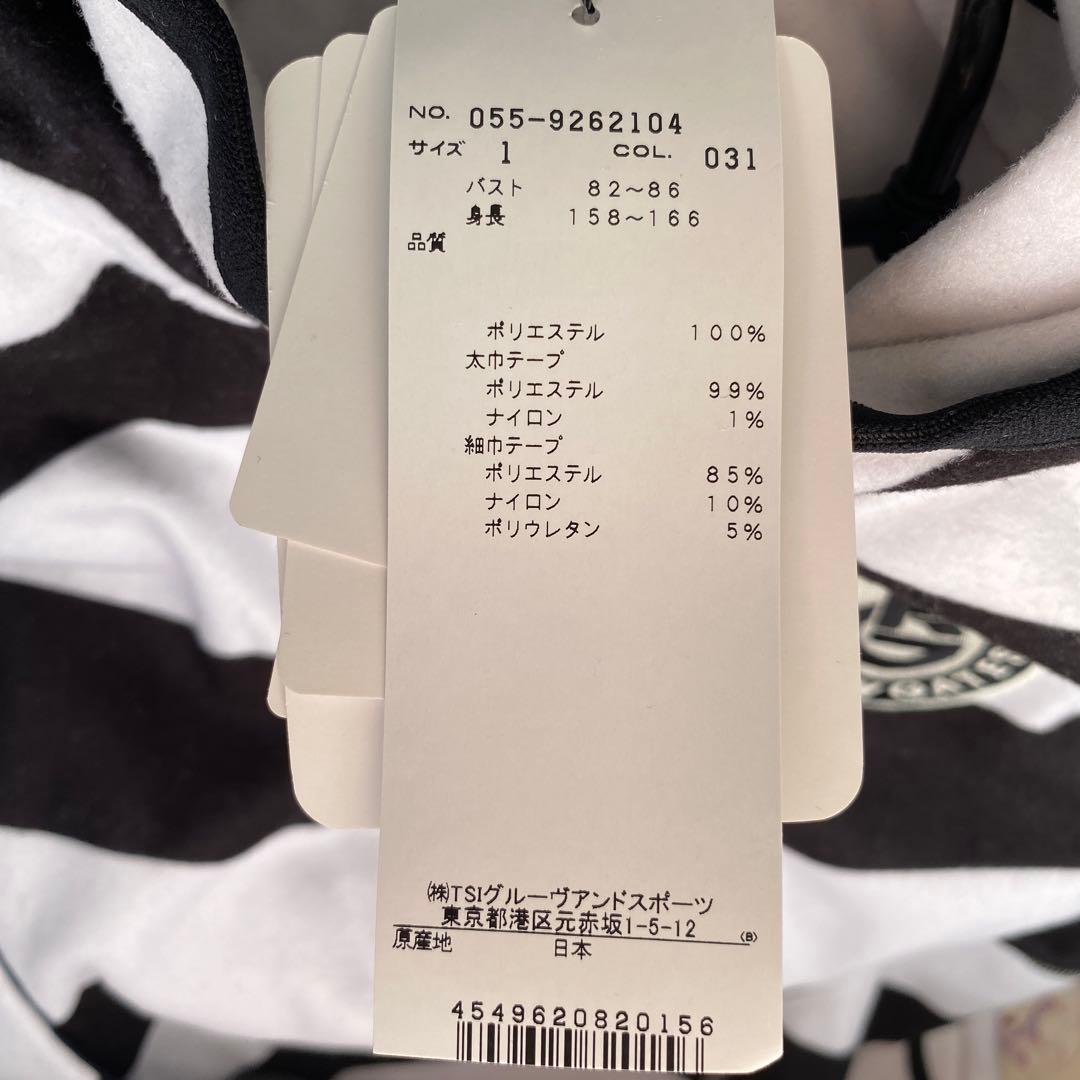 NO. 055-9262104
サイズ 1 COL. 031
バスト 82～86
身長 158～166
品質
ポリエステル 100%
太巾テープ
ポリエステル 99%
ナイロン 1%
細巾テープ
ポリエステル 85%
ナイロン 10%
ポリウレタン 5%
㈱TSIグルーヴアンドスポーツ
東京都港区元赤坂1-5-12
(B)
原産地 日本
4549620820156
GATES